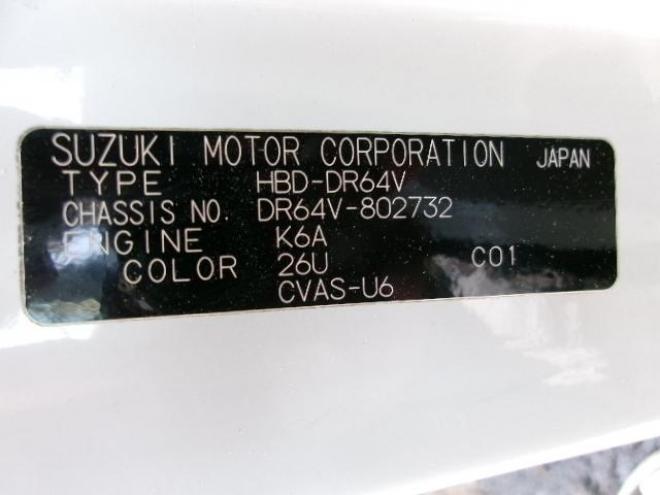 SUZUKI MOTOR CORPORATION JAPAN
TYPE HBD-DR64V
CHASSIS NO. DR64V-802732
ENGINE K6A
COLOR 26U C01
CVAS-U6